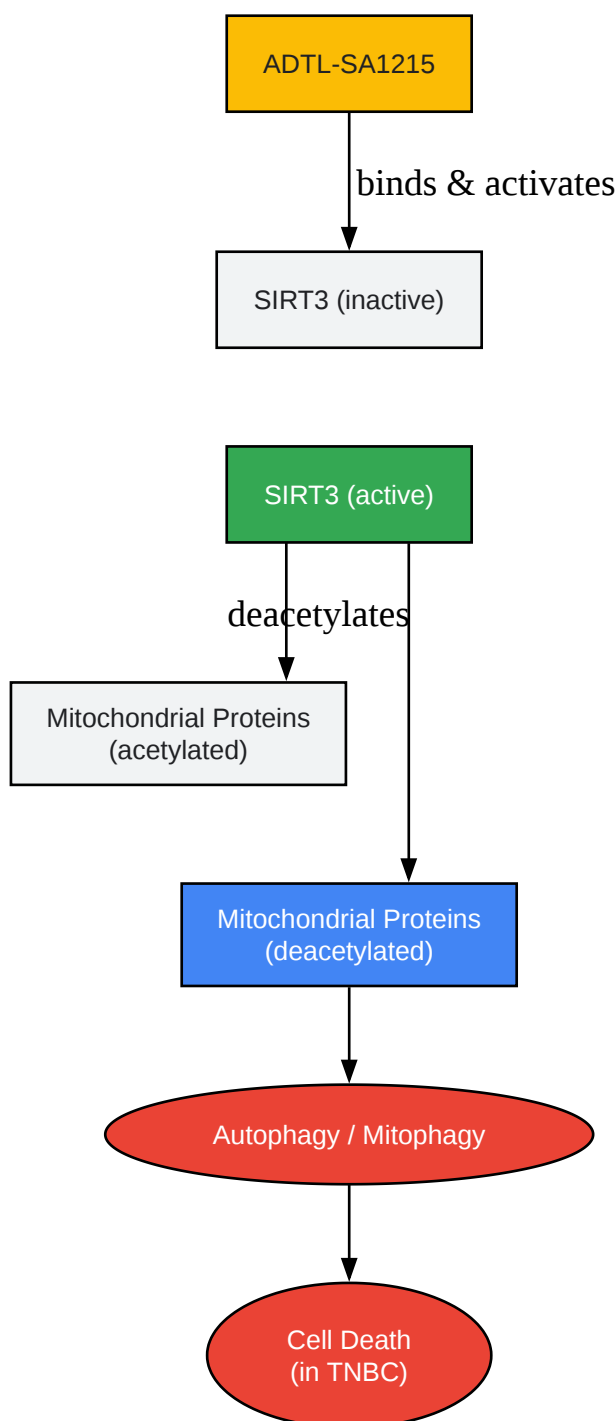 ADTL-SA1215
binds & activates
SIRT3 (inactive)
SIRT3 (active)
deacetylates
Mitochondrial Proteins
(acetylated)
Mitochondrial Proteins
(deacetylated)
Autophagy / Mitophagy
Cell Death
(in TNBC)